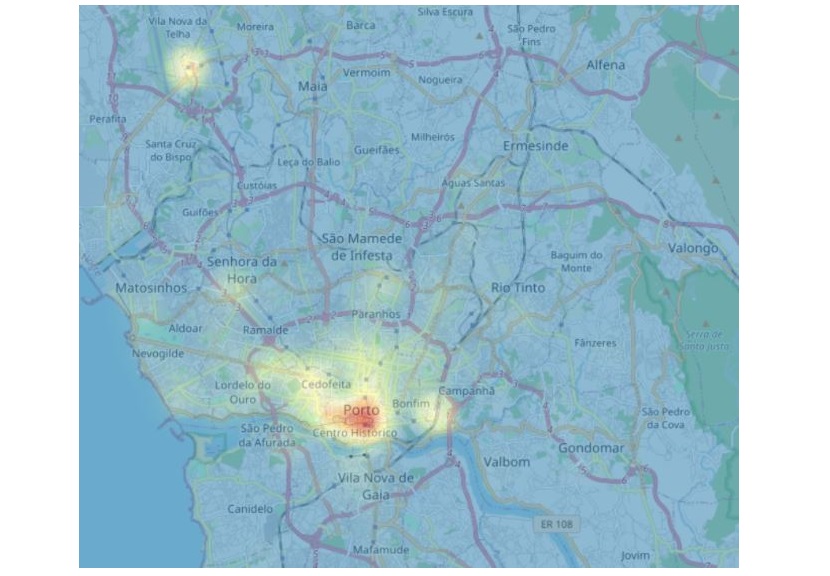 Silva Escura
Vila Nova da
Telha
Moreira
Barca
São Pedro
Fins
Alfena
Vermoim
Nogueira
Maia
Perafita
Milheirós
Ermesinde
Santa Cruz
do Bispo
Gueifães
Leça do Balio
Custóias
Águas Santas
Guifões
São Mamede
de Infesta
Valongo
Baguim do
Monte
Senhora da
Hora
Matosinhos
Rio Tinto
Paranhos
Aldoar
Ramalde
Serra de
Santa Justa
Fânzeres
Nevogilde
Lordelo do
Ouro
Cedofeita
Campanhã
Bonfim
Porto
São Pedro
da Cova
São Pedro
da Afurada
Centro Histórico
Gondomar
Valbom
Vila Nova de
Gaia
Canidelo
ER 108
Mafamude
Jovim